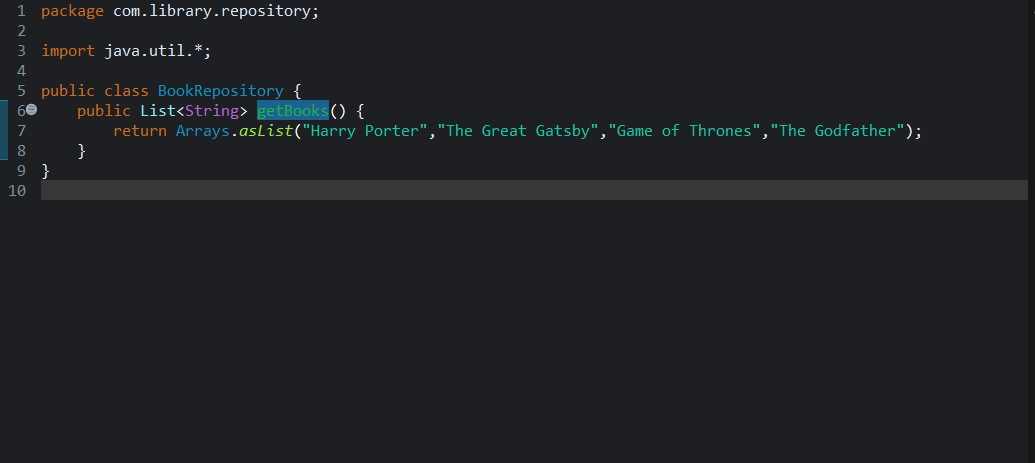 1 package com.library.repository;
2
3 import java.util.*;
4
5 public class BookRepository {
6 public List<String> getBooks() {
7 return Arrays.asList("Harry Porter","The Great Gatsby","Game of Thrones","The Godfather");
8 }
9 }
10